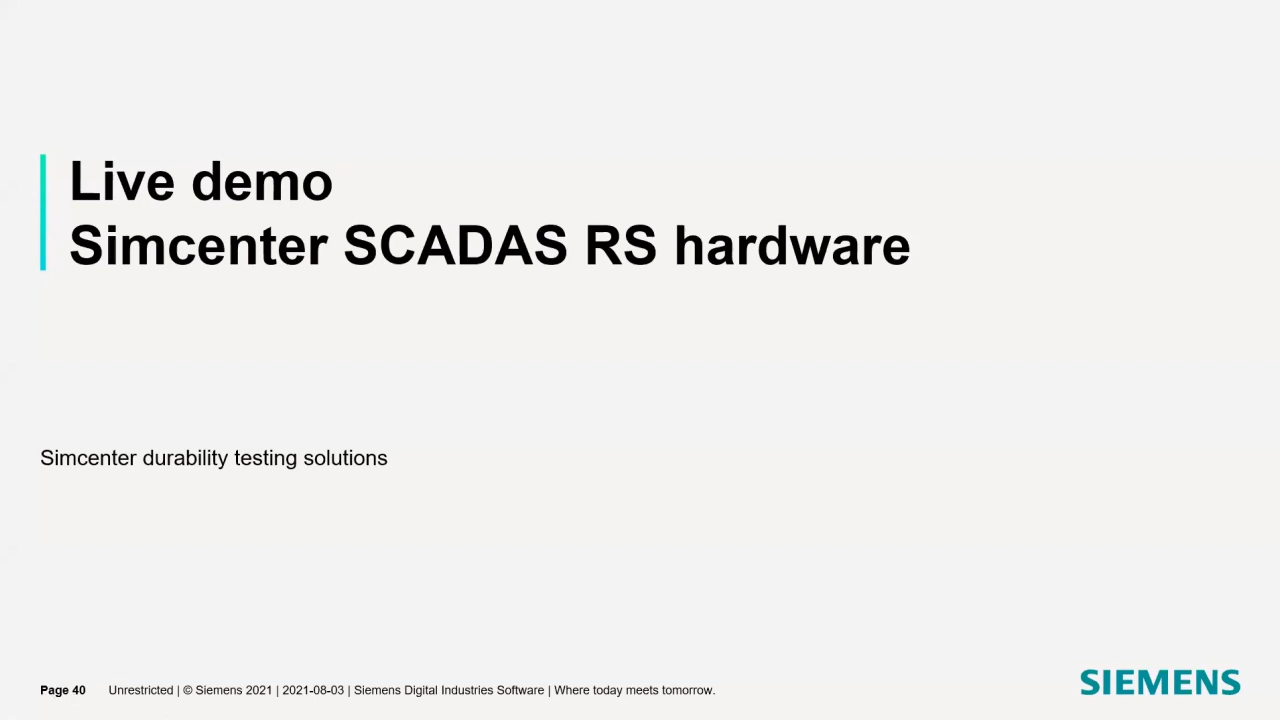 Live demo
Simcenter SCADAS RS hardware
Simcenter durability testing solutions
Page 40 Unrestricted | © Siemens 2021 | 2021-08-03 | Siemens Digital Industries Software | Where today meets tomorrow.
SIEMENS